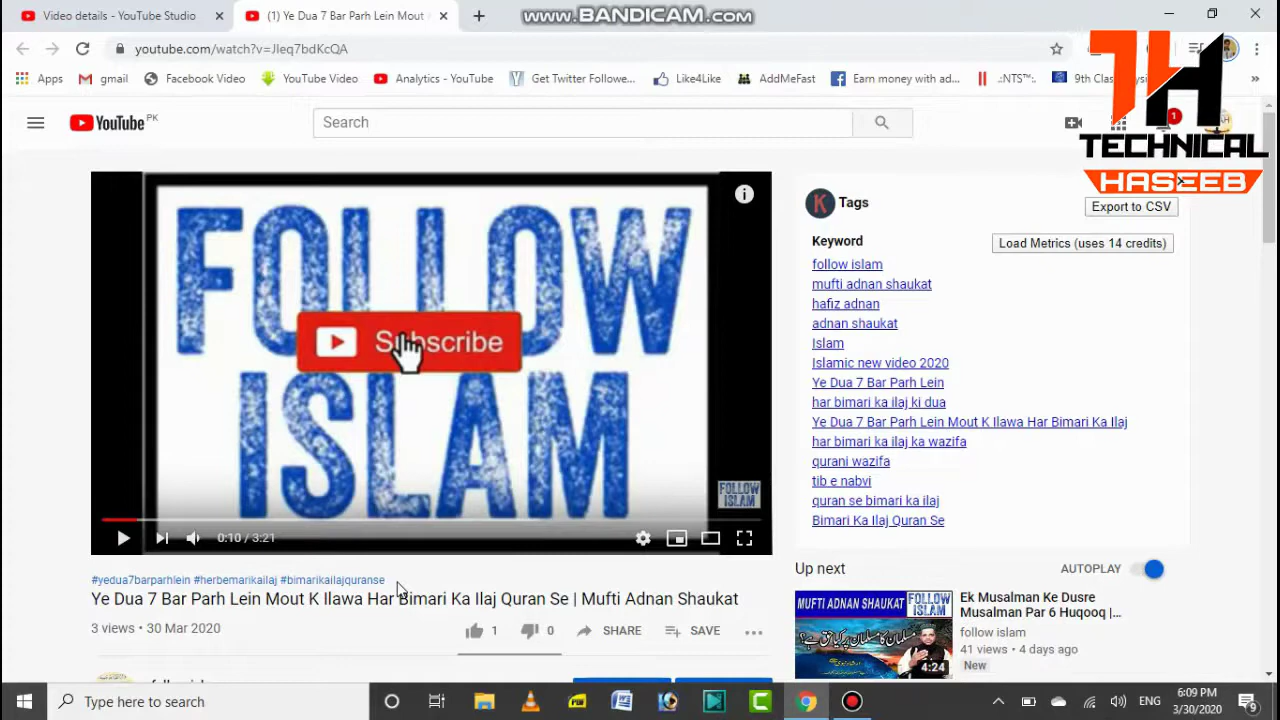 Video details - YouTube Studio
(1) Ye Dua 7 Bar Parh Lein Mout
www.BANDICAM.com
youtube.com/watch?v=JIeq7bdKcQA
Apps
gmail
Facebook Video
YouTube Video
Analytics - YouTube
Get Twitter Followe...
Like4Like
AddMeFast
Earn money with ad...
.:NTS™:.
9th Clas
TH
TECHNICAL
HASEEB
YouTube PK
Search
1
FOLLOW
Subscribe
ISLAM
FOLLOW
ISLAM
0:10 / 3:21
Tags
Export to CSV
Keyword
Load Metrics (uses 14 credits)
follow islam
mufti adnan shaukat
hafiz adnan
adnan shaukat
Islam
Islamic new video 2020
Ye Dua 7 Bar Parh Lein
har bimari ka ilaj ki dua
Ye Dua 7 Bar Parh Lein Mout K Ilawa Har Bimari Ka Ilaj
har bimari ka ilaj ka wazifa
qurani wazifa
tib e nabvi
quran se bimari ka ilaj
Bimari Ka Ilaj Quran Se
#yedua7barparhlein #herbemarikailaj #bimarikailajquranse
Ye Dua 7 Bar Parh Lein Mout K Ilawa Har Bimari Ka Ilaj Quran Se | Mufti Adnan Shaukat
3 views • 30 Mar 2020
1
0
SHARE
SAVE
Up next
AUTOPLAY
MUFTI ADNAN SHAUKAT
FOLLOW
ISLAM
4:24
Ek Musalman Ke Dusre
Musalman Par 6 Huqooq |...
follow islam
41 views • 4 days ago
New
Type here to search
ENG
6:09 PM
3/30/2020
9